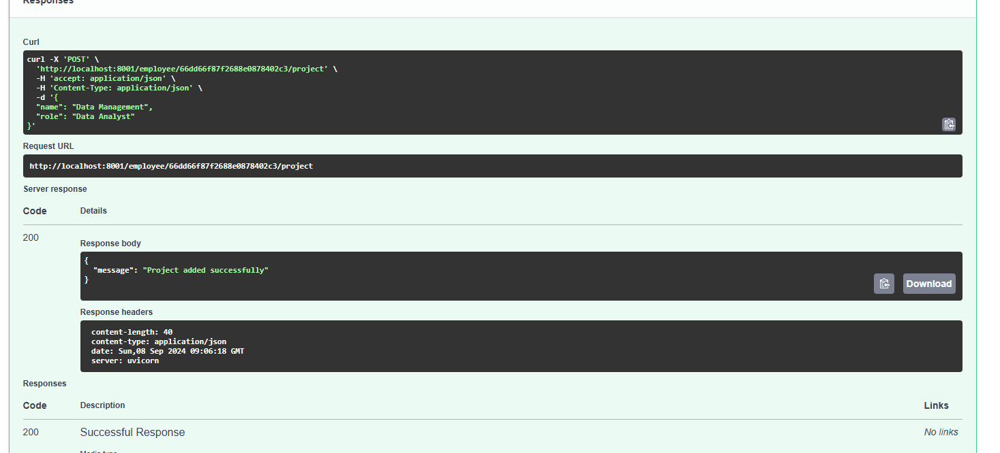 Responses
Curl
curl -X 'POST' \
  'http://localhost:8001/employee/66dd66f87f2688e0878402c3/project' \
  -H 'accept: application/json' \
  -H 'Content-Type: application/json' \
  -d '{
  "name": "Data Management",
  "role": "Data Analyst"
}'
Request URL
http://localhost:8001/employee/66dd66f87f2688e0878402c3/project
Server response
Code Details
200
Response body
{
  "message": "Project added successfully"
}
Download
Response headers
content-length: 40
content-type: application/json
date: Sun,08 Sep 2024 09:06:18 GMT
server: uvicorn
Responses
Code Description Links
200 Successful Response No links
Media type